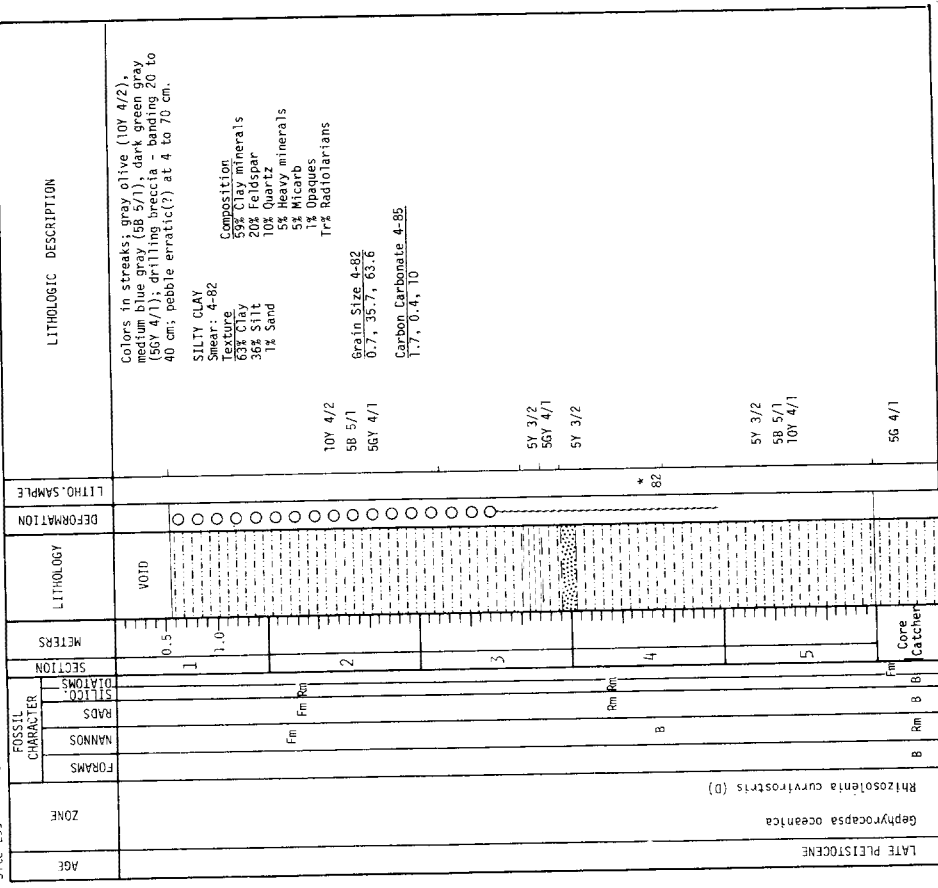 AGE
ZONE
FOSSIL
CHARACTER
FORAMS
NANNOS
RADS
SILICO.
DIATOMS
SECTION
METERS
LITHOLOGY
DEFORMATION
LITHO.SAMPLE
LITHOLOGIC DESCRIPTION
LATE PLEISTOCENE
Gephyrocapsa oceanica
Rhizosolenia curvirostris (D)
Fm
Fm
Rm
B
Rm
Rm
Fm
B
Rm
B
B
1
2
3
4
5
Core
Catcher
0.5
1.0
VOID
*
82
10Y 4/2
5B 5/1
5GY 4/1
5Y 3/2
5GY 4/1
5Y 3/2
5Y 3/2
5B 5/1
10Y 4/1
5G 4/1
Colors in streaks; gray olive (10Y 4/2),
medium blue gray (5B 5/1), dark green gray
(5GY 4/1); drilling breccia - banding 20 to
40 cm; pebble erratic(?) at 4 to 70 cm.
SILTY CLAY
Smear: 4-82
Texture
63% Clay
36% Silt
1% Sand
Composition
59% Clay minerals
20% Feldspar
10% Quartz
5% Heavy minerals
5% Micarb
1% Opaques
Tr% Radiolarians
Grain Size 4-82
0.7, 35.7, 63.6
Carbon Carbonate 4-85
1.7, 0.4, 10